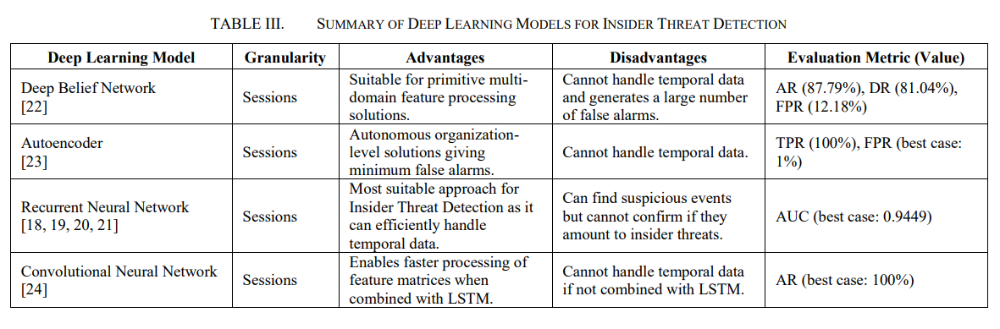 TABLE III. SUMMARY OF DEEP LEARNING MODELS FOR INSIDER THREAT DETECTION
Deep Learning Model Granularity Advantages Disadvantages Evaluation Metric (Value)
Deep Belief Network
[22]
Sessions
Suitable for primitive multi-
domain feature processing
solutions.
Cannot handle temporal data
and generates a large number
of false alarms.
AR (87.79%), DR (81.04%),
FPR (12.18%)
Autoencoder
[23]
Sessions
Autonomous organization-
level solutions giving
minimum false alarms.
Cannot handle temporal data.
TPR (100%), FPR (best case:
1%)
Recurrent Neural Network
[18, 19, 20, 21]
Sessions
Most suitable approach for
Insider Threat Detection as it
can efficiently handle
temporal data.
Can find suspicious events
but cannot confirm if they
amount to insider threats.
AUC (best case: 0.9449)
Convolutional Neural Network
[24]
Sessions
Enables faster processing of
feature matrices when
combined with LSTM.
Cannot handle temporal data
if not combined with LSTM.
AR (best case: 100%)